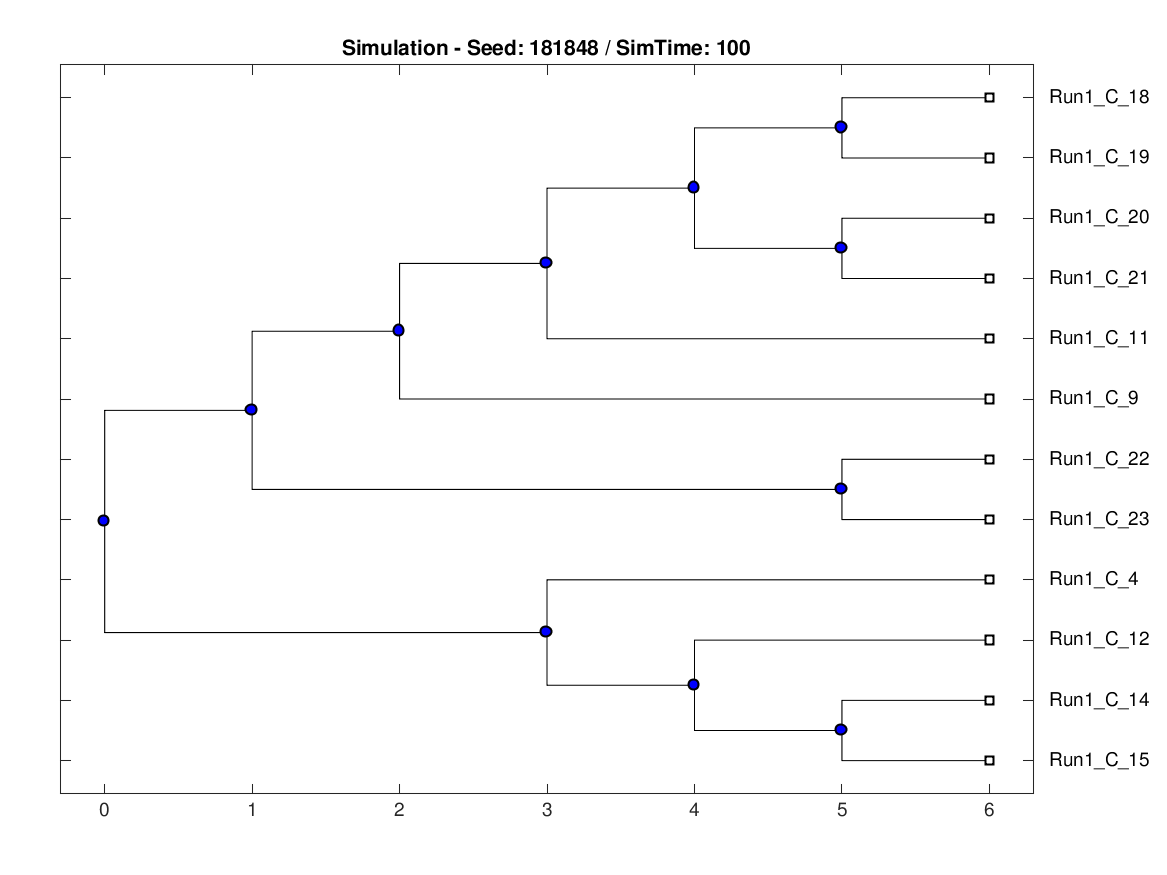 Simulation - Seed: 181848 / SimTime: 100
Run1_C_18
Run1_C_19
Run1_C_20
Run1_C_21
Run1_C_11
Run1_C_9
Run1_C_22
Run1_C_23
Run1_C_4
Run1_C_12
Run1_C_14
Run1_C_15
0 1 2 3 4 5 6